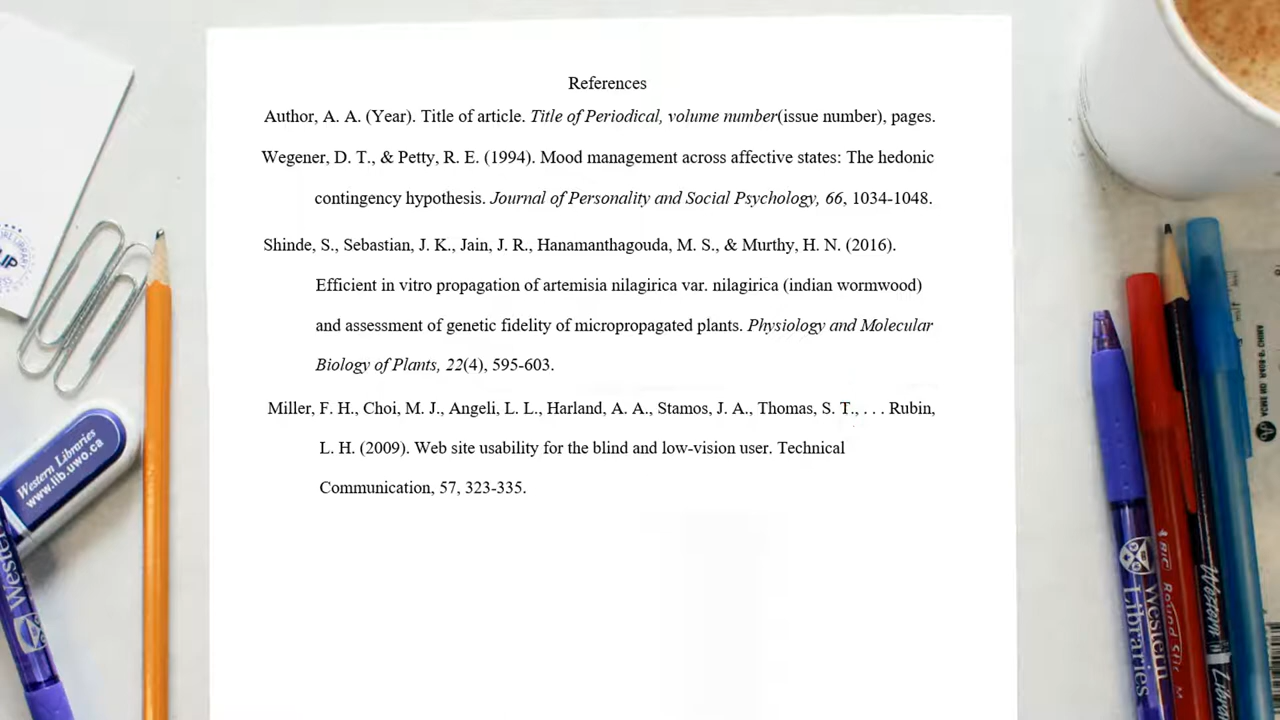 References
Author, A. A. (Year). Title of article. Title of Periodical, volume number(issue number), pages.
Wegener, D. T., & Petty, R. E. (1994). Mood management across affective states: The hedonic
contingency hypothesis. Journal of Personality and Social Psychology, 66, 1034-1048.
Shinde, S., Sebastian, J. K., Jain, J. R., Hanamanthagouda, M. S., & Murthy, H. N. (2016).
Efficient in vitro propagation of artemisia nilagirica var. nilagirica (indian wormwood)
and assessment of genetic fidelity of micropropagated plants. Physiology and Molecular
Biology of Plants, 22(4), 595-603.
Miller, F. H., Choi, M. J., Angeli, L. L., Harland, A. A., Stamos, J. A., Thomas, S. T., . . . Rubin,
L. H. (2009). Web site usability for the blind and low-vision user. Technical
Communication, 57, 323-335.
Western Libraries
www.lib.uwo.ca
Western
Libraries
BIC Round Stic M
Western